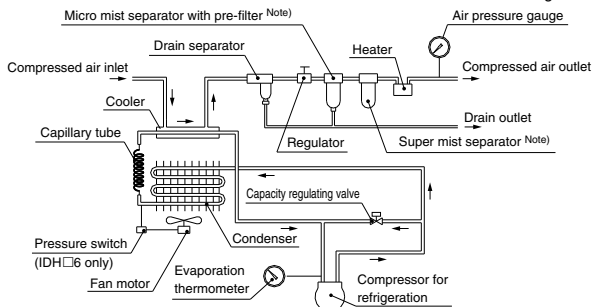 Micro mist separator with pre-filter Note)
Air pressure gauge
Drain separator
Heater
Compressed air inlet
Compressed air outlet
Cooler
Drain outlet
Capillary tube
Regulator
Super mist separator Note)
Capacity regulating valve
Condenser
Pressure switch
(IDH□6 only)
Fan motor
Evaporation
thermometer
Compressor for
refrigeration